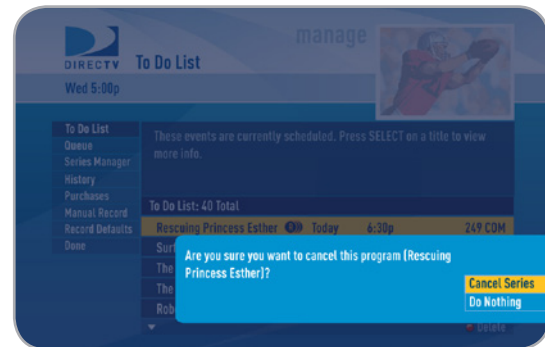 manage
DIRECTV To Do List
Wed 5:00p
To Do List
Queue
Series Manager
History
Purchases
Manual Record
Record Defaults
Done
These events are currently scheduled. Press SELECT on a title to view
more info.
To Do List: 40 Total
Rescuing Princess Esther Today 6:30p 249 COM
Surf
The
The
Rob
Are you sure you want to cancel this program (Rescuing
Princess Esther)?
Cancel Series
Do Nothing
Delete